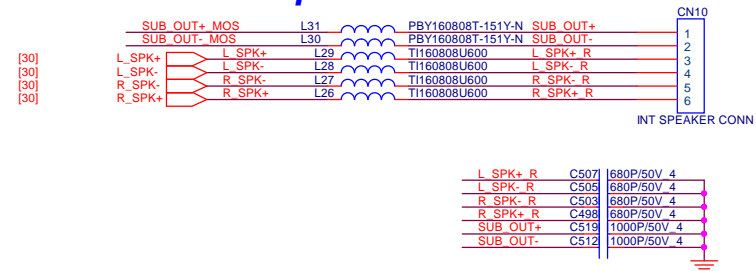 CN10
SUB_OUT+_MOS L31 PBY160808T-151Y-N SUB_OUT+ 1
SUB_OUT-_MOS L30 PBY160808T-151Y-N SUB_OUT- 2
[30] L_SPK+ L_SPK+ L29 TI160808U600 L_SPK+_R 3
[30] L_SPK- L_SPK- L28 TI160808U600 L_SPK-_R 4
[30] R_SPK- R_SPK- L27 TI160808U600 R_SPK-_R 5
[30] R_SPK+ R_SPK+ L26 TI160808U600 R_SPK+_R 6
INT SPEAKER CONN
L_SPK+_R C507 680P/50V_4
L_SPK-_R C505 680P/50V_4
R_SPK-_R C503 680P/50V_4
R_SPK+_R C498 680P/50V_4
SUB_OUT+ C519 1000P/50V_4
SUB_OUT- C512 1000P/50V_4